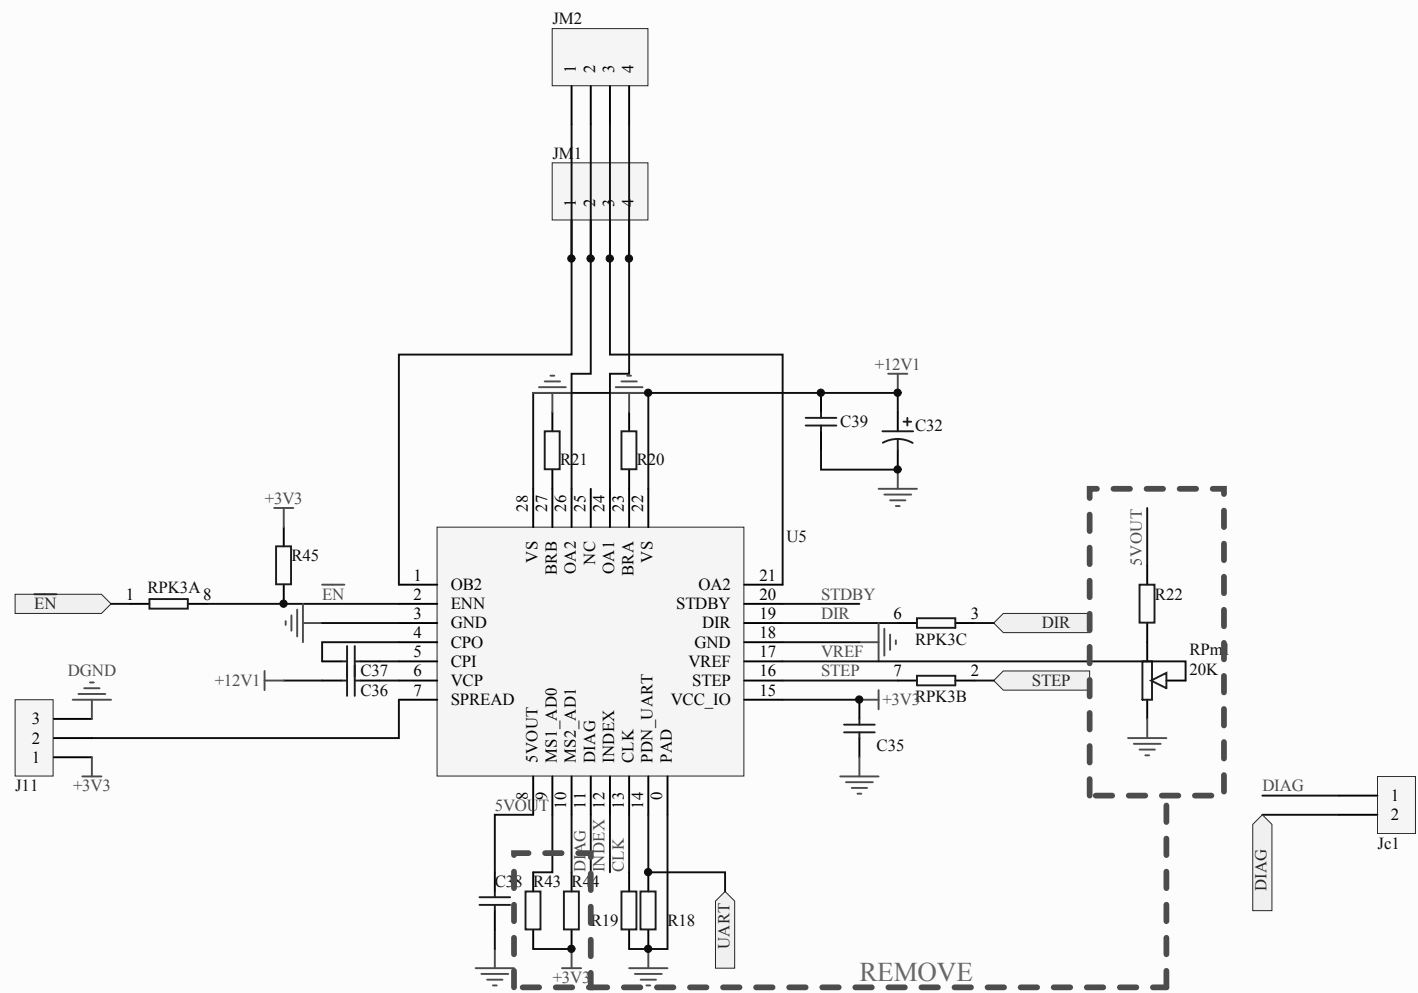 JM2
1 2 3 4
JM1
1 2 3 4
+12V1
C39
C32
R21
R20
28 27 26 25 24 23 22
VS BRB OA2 NC OA1 BRA VS
U5
+3V3
R45
EN
1 RPK3A 8
EN
1 OB2
2 ENN
3 GND
4 CPO
5 CPI
6 VCP
7 SPREAD
C37
C36
+12V1
DGND
3
2
1
J11
+3V3
OA2 21
STDBY 20 STDBY
DIR 19 DIR 6 RPK3C 3 DIR
GND 18
VREF 17 VREF
STEP 16 STEP 7 RPK3B 2 STEP
VCC_IO 15 +3V3
C35
5VOUT
R22
RPm1
20K
5VOUT MS1_AD0 MS2_AD1 DIAG INDEX CLK PDN_UART PAD
8 9 10 11 12 13 14 0
5VOUT
DIAG INDEX CLK
C38 R43 R44
R19 R18
UART
+3V3
REMOVE
DIAG
1
2
Jc1
DIAG